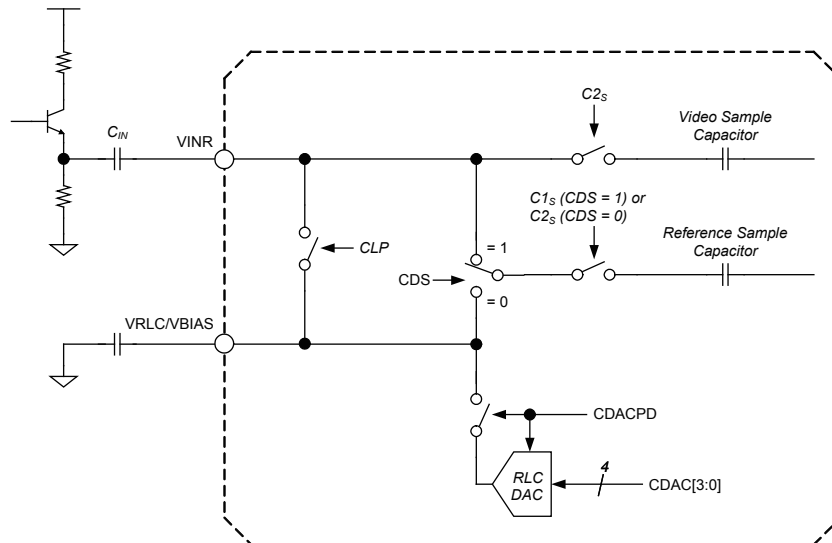 C2S
Video Sample
Capacitor
CIN
VINR
C1S (CDS = 1) or
C2S (CDS = 0)
Reference Sample
Capacitor
= 1
CLP
CDS
= 0
VRLC/VBIAS
CDACPD
4
RLC
DAC
CDAC[3:0]